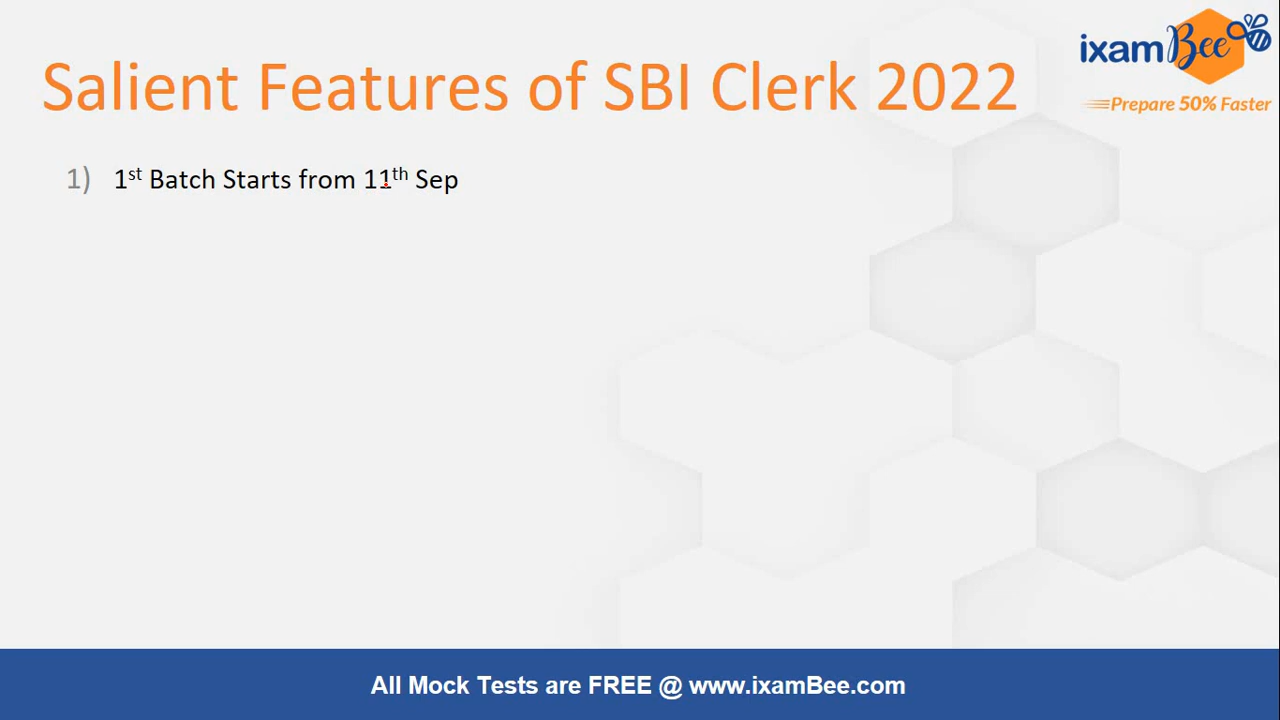 Salient Features of SBI Clerk 2022
ixamBee
Prepare 50% Faster
1) 1st Batch Starts from 11th Sep
All Mock Tests are FREE @ www.ixamBee.com